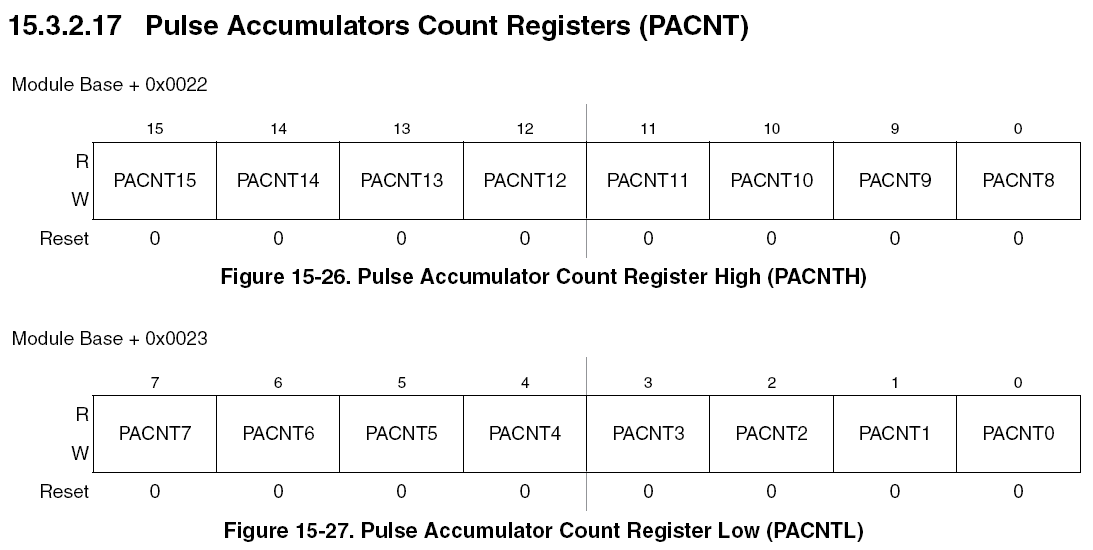 15.3.2.17 Pulse Accumulators Count Registers (PACNT)
Module Base + 0x0022
15 14 13 12 11 10 9 0
R
PACNT15 PACNT14 PACNT13 PACNT12 PACNT11 PACNT10 PACNT9 PACNT8
W
Reset 0 0 0 0 0 0 0 0
Figure 15-26. Pulse Accumulator Count Register High (PACNTH)
Module Base + 0x0023
7 6 5 4 3 2 1 0
R
PACNT7 PACNT6 PACNT5 PACNT4 PACNT3 PACNT2 PACNT1 PACNT0
W
Reset 0 0 0 0 0 0 0 0
Figure 15-27. Pulse Accumulator Count Register Low (PACNTL)